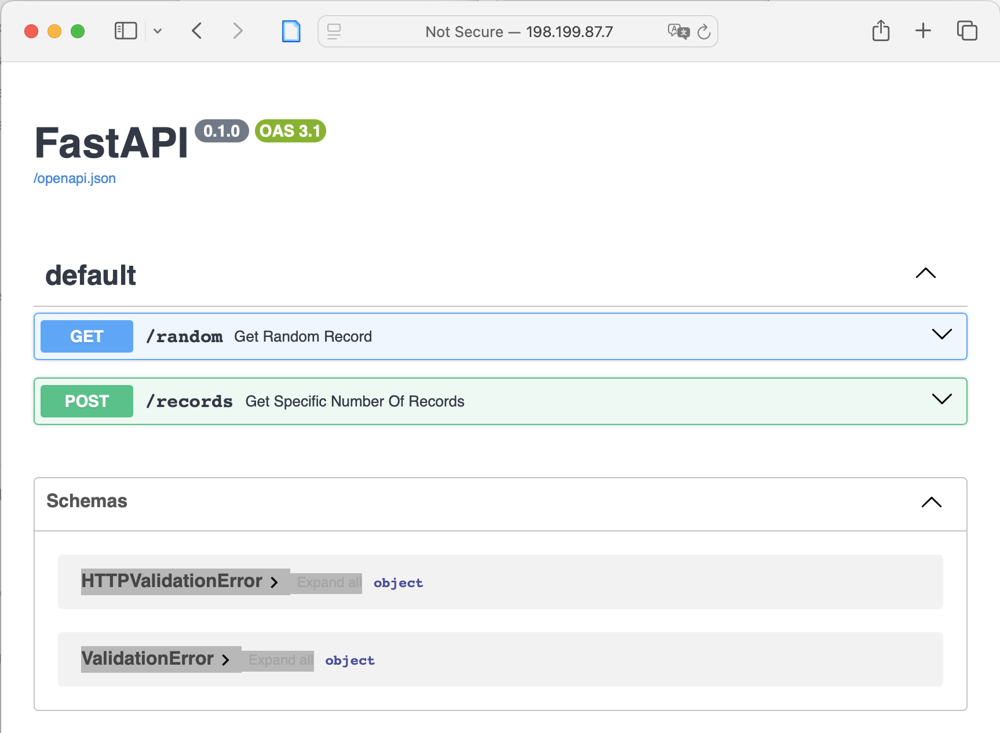 Not Secure — 198.199.87.7
FastAPI 0.1.0 OAS 3.1
/openapi.json
default
GET /random Get Random Record
POST /records Get Specific Number Of Records
Schemas
HTTPValidationError Expand all object
ValidationError Expand all object